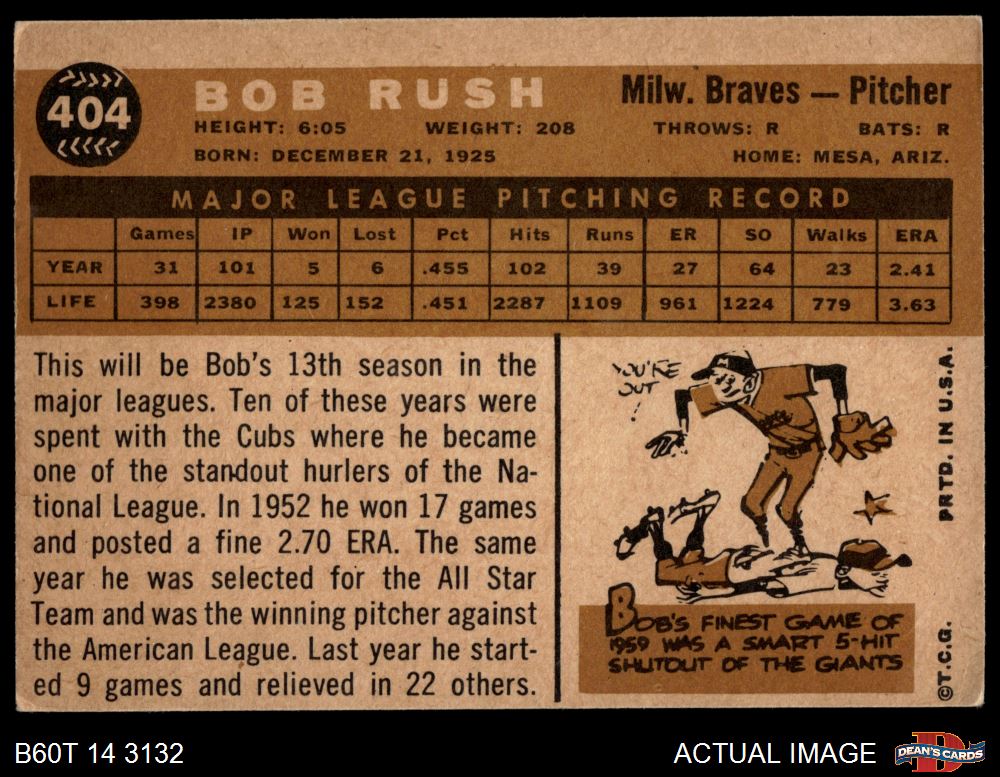 404
BOB RUSH
Milw. Braves — Pitcher
HEIGHT: 6:05 WEIGHT: 208 THROWS: R BATS: R
BORN: DECEMBER 21, 1925 HOME: MESA, ARIZ.
MAJOR LEAGUE PITCHING RECORD
Games IP Won Lost Pct Hits Runs ER SO Walks ERA
YEAR 31 101 5 6 .455 102 39 27 64 23 2.41
LIFE 398 2380 125 152 .451 2287 1109 961 1224 779 3.63
This will be Bob's 13th season in the
major leagues. Ten of these years were
spent with the Cubs where he became
one of the standout hurlers of the Na-
tional League. In 1952 he won 17 games
and posted a fine 2.70 ERA. The same
year he was selected for the All Star
Team and was the winning pitcher against
the American League. Last year he start-
ed 9 games and relieved in 22 others.
YOU'RE
OUT
!
BOB'S FINEST GAME OF
1959 WAS A SMART 5-HIT
SHUTOUT OF THE GIANTS
©T.C.G. PRTD. IN U.S.A.
B60T 14 3132
ACTUAL IMAGE
DEAN'S CARDS